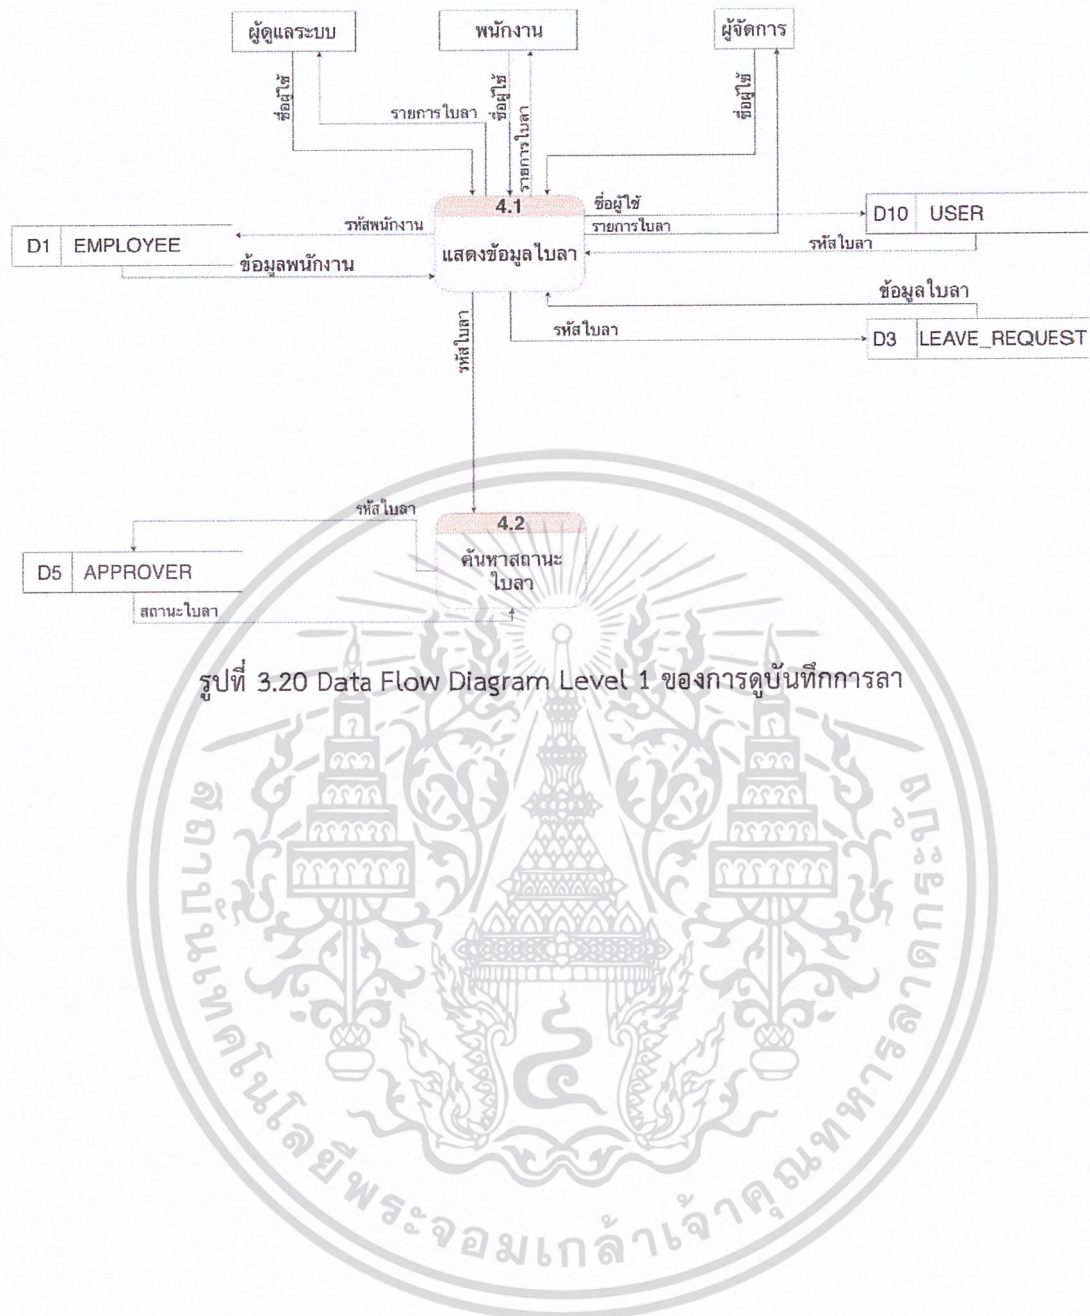 ผู้ดูแลระบบ
พนักงาน
ผู้จัดการ
ชื่อผู้ใช้
รายการใบลา
ชื่อผู้ใช้
รายการใบลา
ชื่อผู้ใช้
4.1
แสดงข้อมูลใบลา
ชื่อผู้ใช้
รายการใบลา
D10 USER
รหัสใบลา
รหัสพนักงาน
D1 EMPLOYEE
ข้อมูลพนักงาน
ข้อมูลใบลา
รหัสใบลา
D3 LEAVE_REQUEST
รหัสใบลา
รหัสใบลา
4.2
ค้นหาสถานะ
ใบลา
D5 APPROVER
สถานะใบลา
รูปที่ 3.20 Data Flow Diagram Level 1 ของการดูบันทึกการลา
สถาบันเทคโนโลยีพระจอมเกล้าเจ้าคุณทหารลาดกระบัง